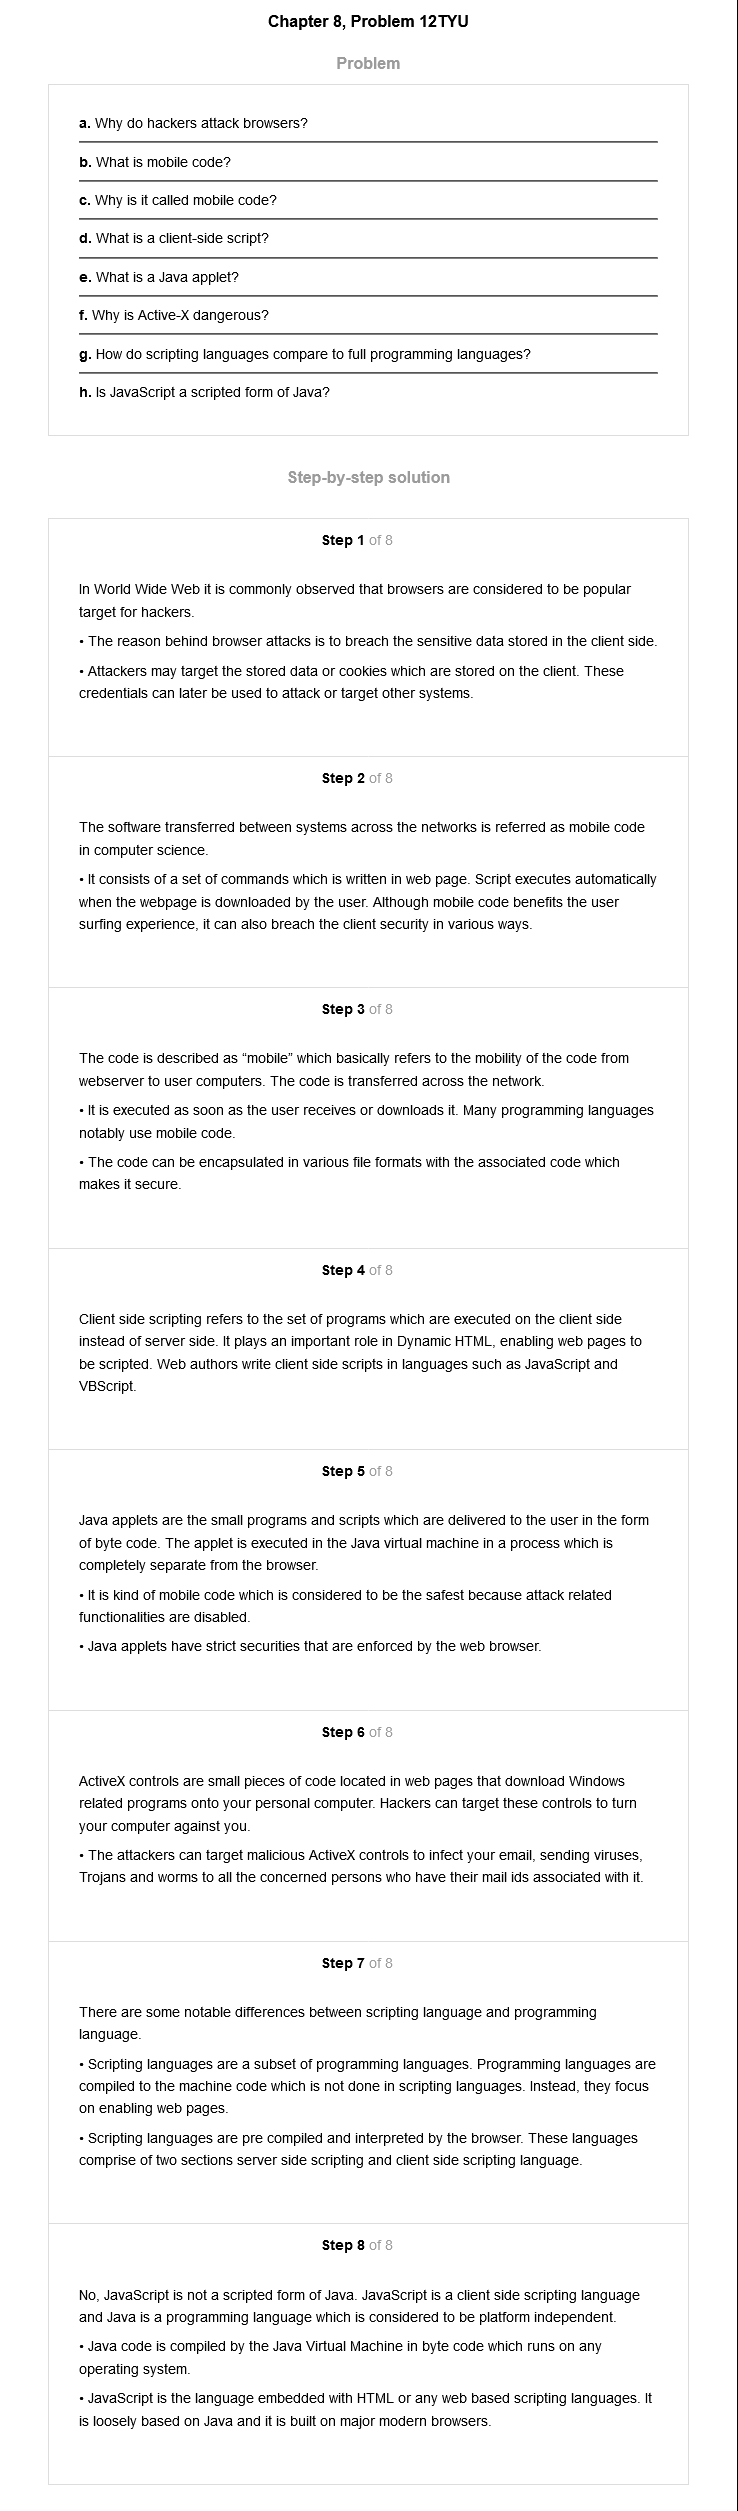 Chapter 8, Problem 12TYU
Problem
a. Why do hackers attack browsers?
b. What is mobile code?
c. Why is it called mobile code?
d. What is a client-side script?
e. What is a Java applet?
f. Why is Active-X dangerous?
g. How do scripting languages compare to full programming languages?
h. Is JavaScript a scripted form of Java?
Step-by-step solution
Step 1 of 8
In World Wide Web it is commonly observed that browsers are considered to be popular
target for hackers.
• The reason behind browser attacks is to breach the sensitive data stored in the client side.
• Attackers may target the stored data or cookies which are stored on the client. These
credentials can later be used to attack or target other systems.
Step 2 of 8
The software transferred between systems across the networks is referred as mobile code
in computer science.
• It consists of a set of commands which is written in web page. Script executes automatically
when the webpage is downloaded by the user. Although mobile code benefits the user
surfing experience, it can also breach the client security in various ways.
Step 3 of 8
The code is described as “mobile” which basically refers to the mobility of the code from
webserver to user computers. The code is transferred across the network.
• It is executed as soon as the user receives or downloads it. Many programming languages
notably use mobile code.
• The code can be encapsulated in various file formats with the associated code which
makes it secure.
Step 4 of 8
Client side scripting refers to the set of programs which are executed on the client side
instead of server side. It plays an important role in Dynamic HTML, enabling web pages to
be scripted. Web authors write client side scripts in languages such as JavaScript and
VBScript.
Step 5 of 8
Java applets are the small programs and scripts which are delivered to the user in the form
of byte code. The applet is executed in the Java virtual machine in a process which is
completely separate from the browser.
• It is kind of mobile code which is considered to be the safest because attack related
functionalities are disabled.
• Java applets have strict securities that are enforced by the web browser.
Step 6 of 8
ActiveX controls are small pieces of code located in web pages that download Windows
related programs onto your personal computer. Hackers can target these controls to turn
your computer against you.
• The attackers can target malicious ActiveX controls to infect your email, sending viruses,
Trojans and worms to all the concerned persons who have their mail ids associated with it.
Step 7 of 8
There are some notable differences between scripting language and programming
language.
• Scripting languages are a subset of programming languages. Programming languages are
compiled to the machine code which is not done in scripting languages. Instead, they focus
on enabling web pages.
• Scripting languages are pre compiled and interpreted by the browser. These languages
comprise of two sections server side scripting and client side scripting language.
Step 8 of 8
No, JavaScript is not a scripted form of Java. JavaScript is a client side scripting language
and Java is a programming language which is considered to be platform independent.
• Java code is compiled by the Java Virtual Machine in byte code which runs on any
operating system.
• JavaScript is the language embedded with HTML or any web based scripting languages. It
is loosely based on Java and it is built on major modern browsers.